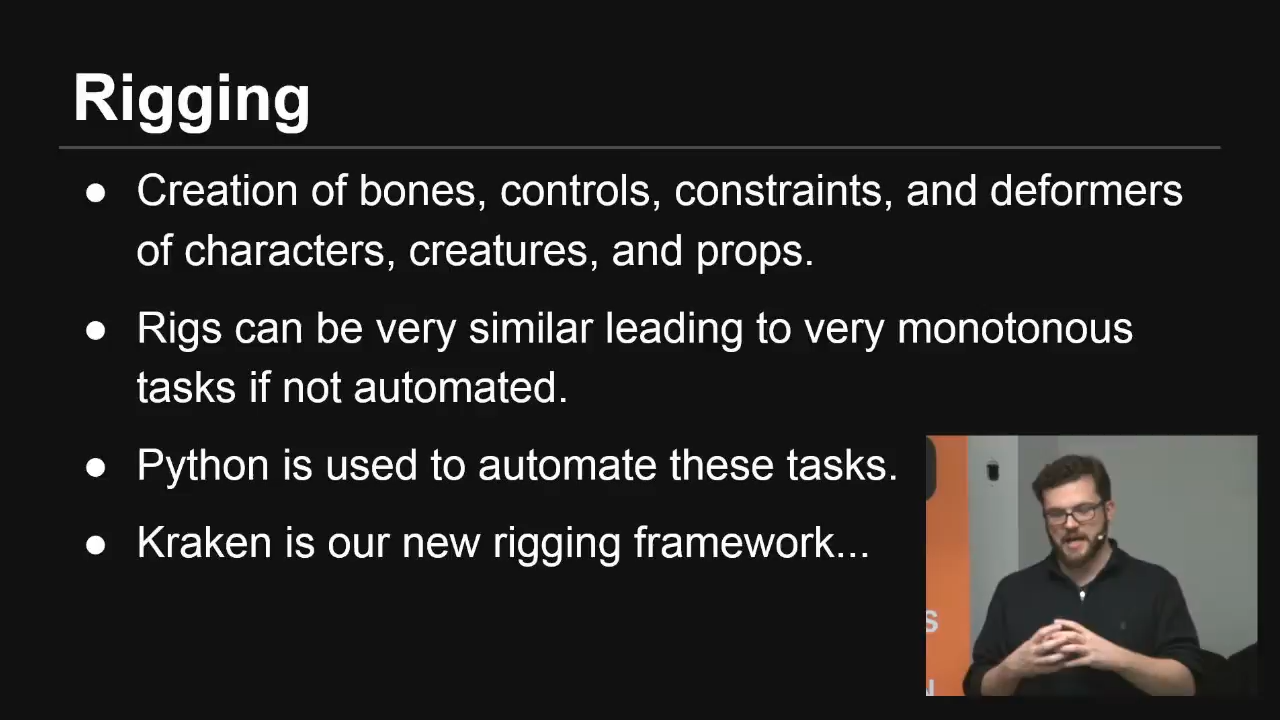 Rigging
● Creation of bones, controls, constraints, and deformers
of characters, creatures, and props.
● Rigs can be very similar leading to very monotonous
tasks if not automated.
● Python is used to automate these tasks.
● Kraken is our new rigging framework...
S
N